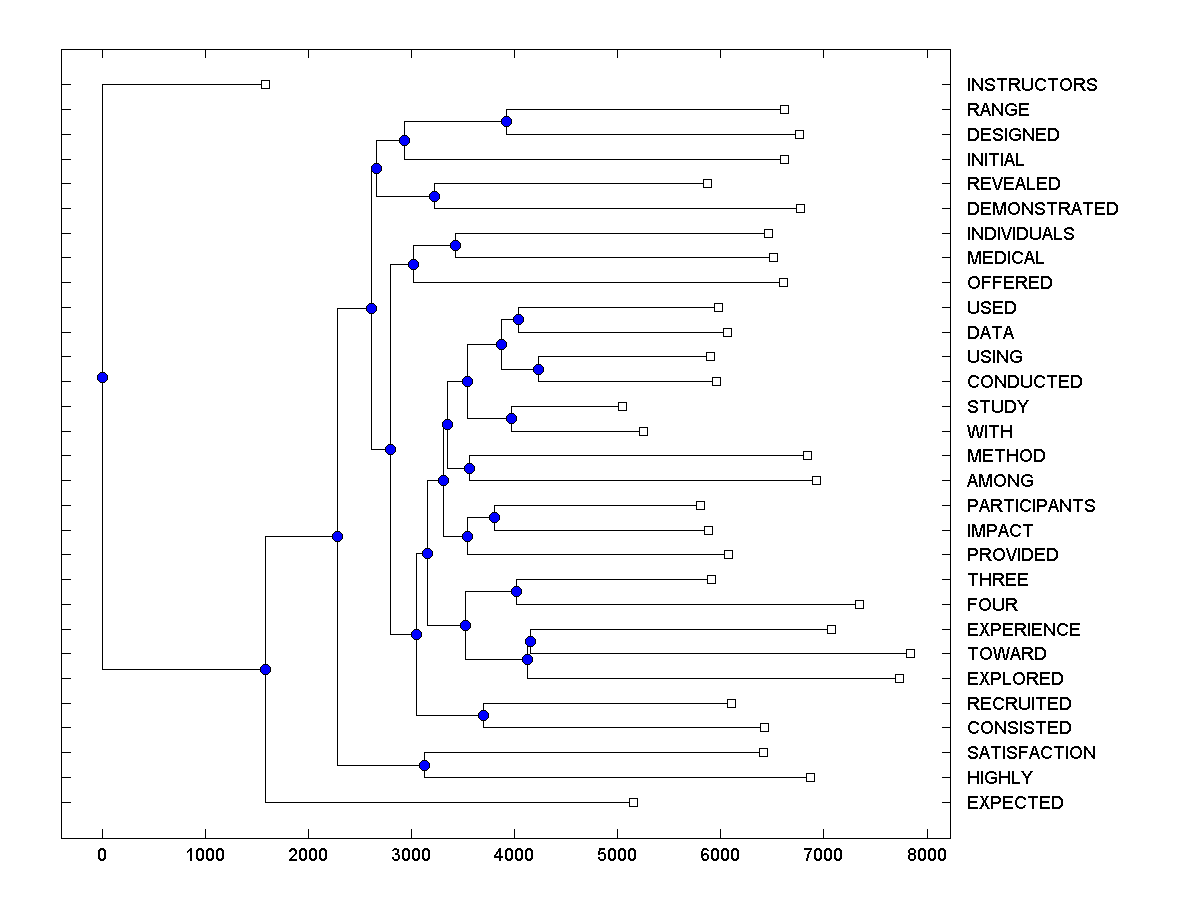 INSTRUCTORS
RANGE
DESIGNED
INITIAL
REVEALED
DEMONSTRATED
INDIVIDUALS
MEDICAL
OFFERED
USED
DATA
USING
CONDUCTED
STUDY
WITH
METHOD
AMONG
PARTICIPANTS
IMPACT
PROVIDED
THREE
FOUR
EXPERIENCE
TOWARD
EXPLORED
RECRUITED
CONSISTED
SATISFACTION
HIGHLY
EXPECTED
0 1000 2000 3000 4000 5000 6000 7000 8000